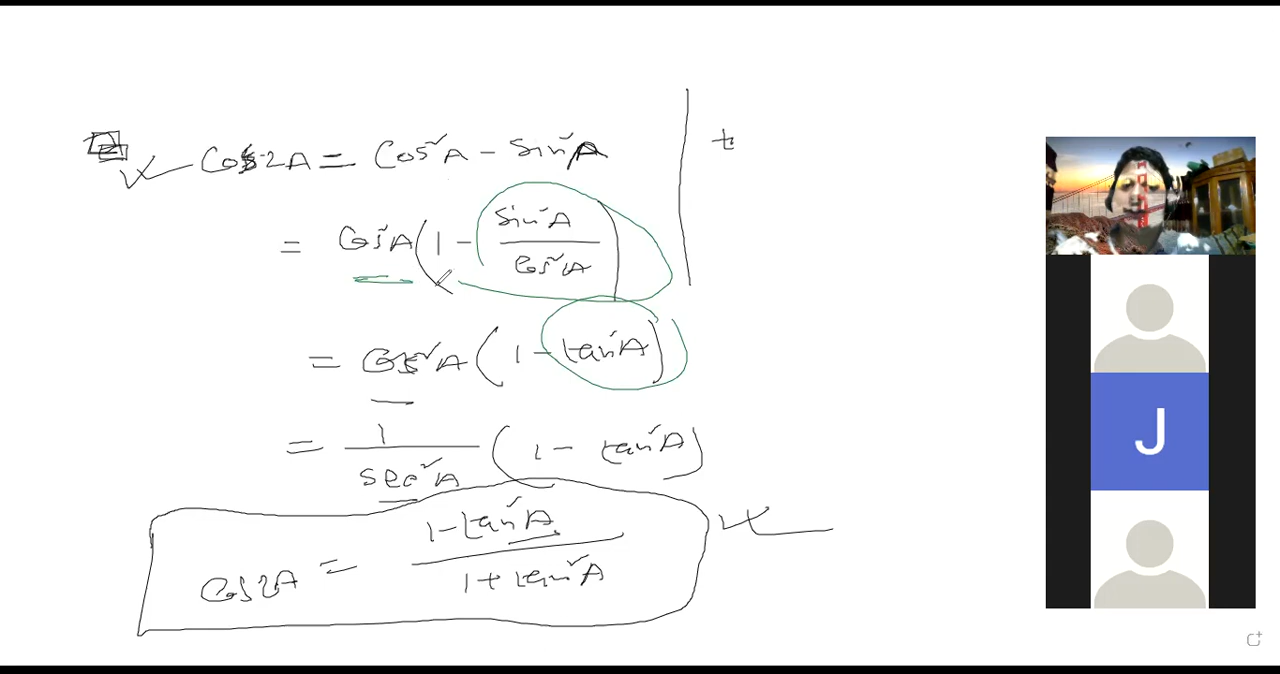 Cos2A = Cos²A - Sin²A
= Cos²A (1 - Sin²A / Cos²A)
= Cos²A (1 - tan²A)
= 1 / Sec²A (1 - tan²A)
Cos2A = 1 - tan²A / 1 + tan²A
t
J